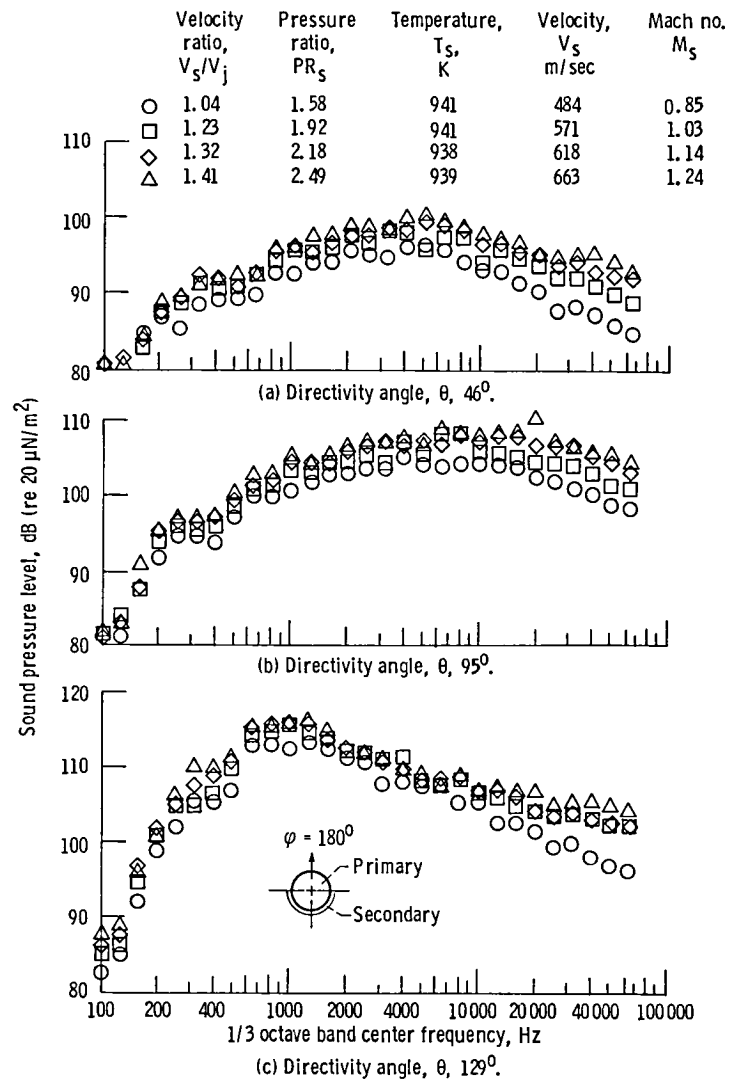 Velocity ratio, Vs/Vj Pressure ratio, PRs Temperature, Ts, K Velocity, Vs m/sec Mach no. Ms
1.04 1.58 941 484 0.85
1.23 1.92 941 571 1.03
1.32 2.18 938 618 1.14
1.41 2.49 939 663 1.24
110
100
90
80
(a) Directivity angle, θ, 46⁰.
Sound pressure level, dB (re 20 μN/m²)
110
100
90
80
(b) Directivity angle, θ, 95⁰.
120
110
100
90
80
φ = 180⁰
Primary
Secondary
100 200 400 1000 2000 4000 10 000 20 000 40 000 100 000
1/3 octave band center frequency, Hz
(c) Directivity angle, θ, 129⁰.